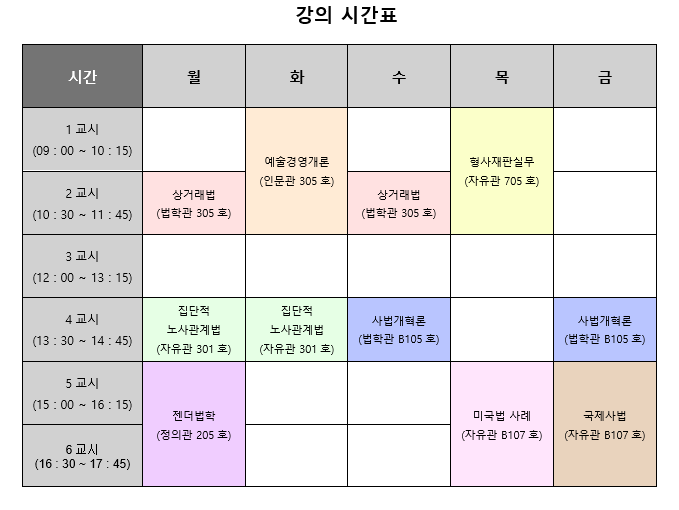 강의 시간표
시간 월 화 수 목 금
1 교시
(09 : 00 ~ 10 : 15)
예술경영개론
(인문관 305 호)
형사재판실무
(자유관 705 호)
2 교시
(10 : 30 ~ 11 : 45)
상거래법
(법학관 305 호)
상거래법
(법학관 305 호)
3 교시
(12 : 00 ~ 13 : 15)
4 교시
(13 : 30 ~ 14 : 45)
집단적
노사관계법
(자유관 301 호)
집단적
노사관계법
(자유관 301 호)
사법개혁론
(법학관 B105 호)
사법개혁론
(법학관 B105 호)
5 교시
(15 : 00 ~ 16 : 15)
젠더법학
(정의관 205 호)
미국법 사례
(자유관 B107 호)
국제사법
(자유관 B107 호)
6 교시
(16 : 30 ~ 17 : 45)